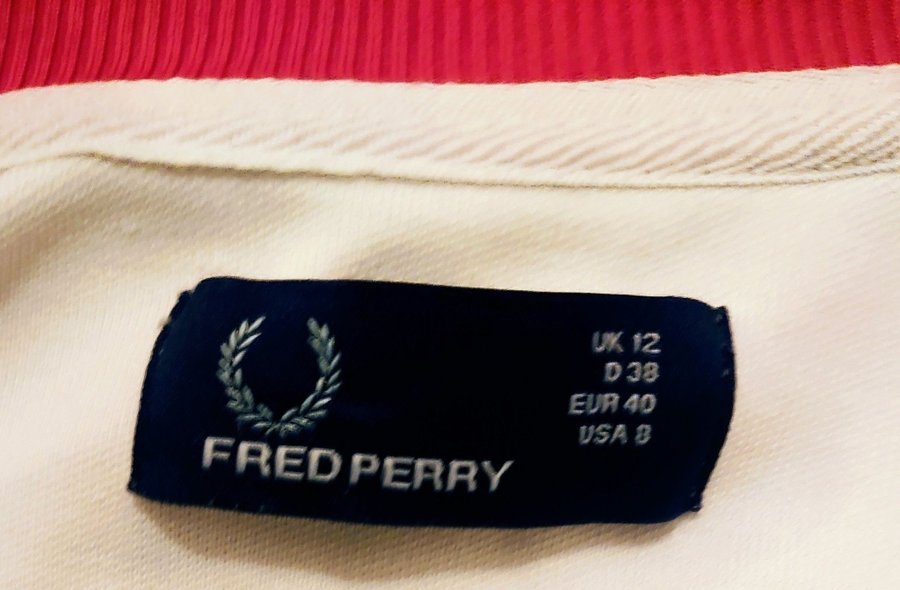 UK 12
D 38
EUR 40
USA 8
FRED PERRY